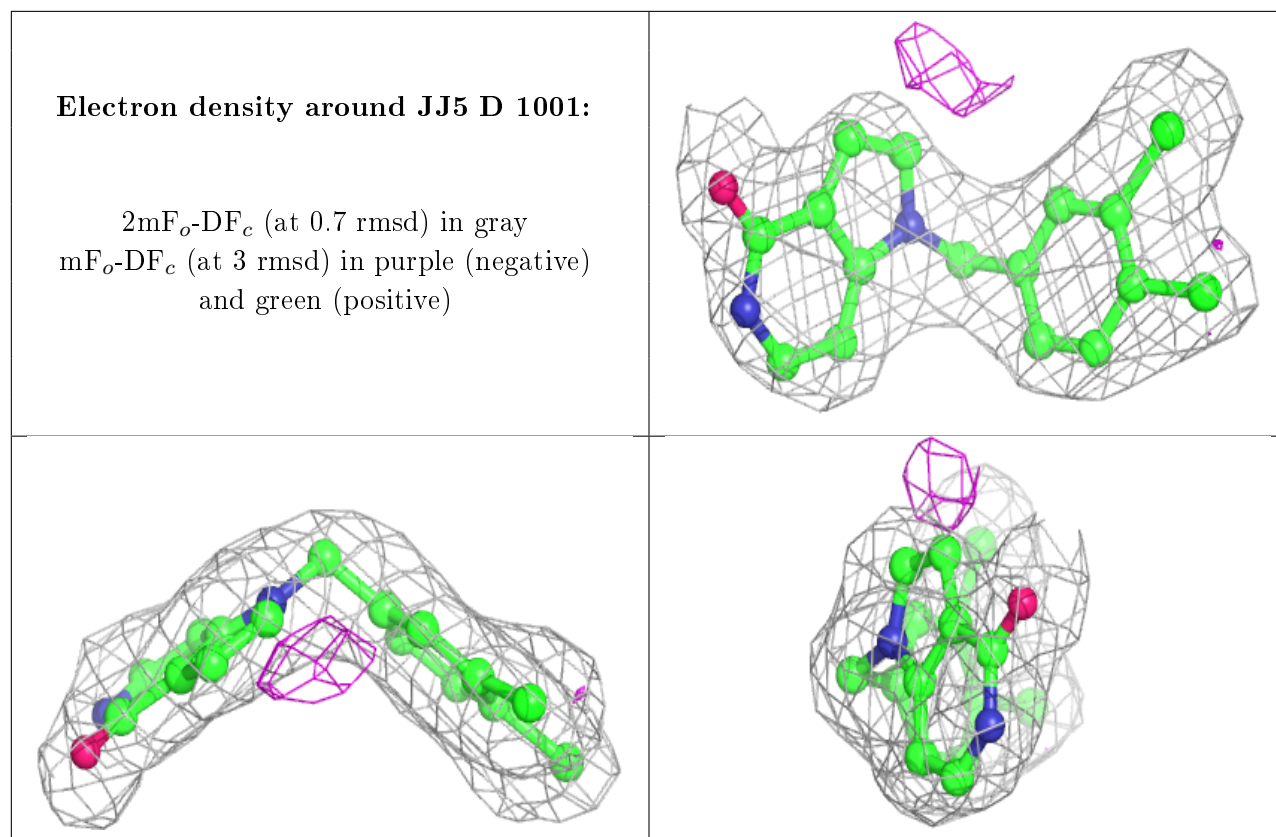 Electron density around JJ5 D 1001:
2mFo-DFc (at 0.7 rmsd) in gray
mFo-DFc (at 3 rmsd) in purple (negative)
and green (positive)